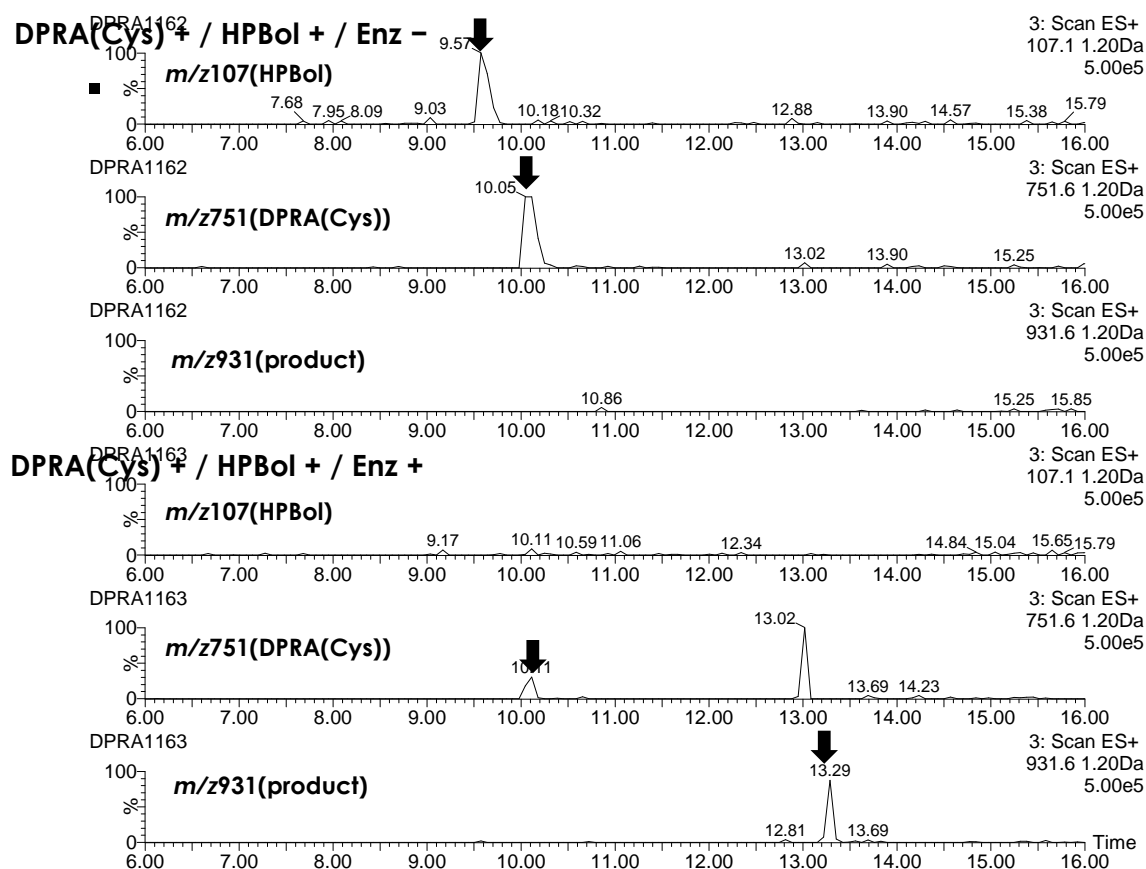 DPRA1162
DPRA(Cys) + / HPBol + / Enz −
3: Scan ES+
107.1 1.20Da
5.00e5
m/z107(HPBol)
100
%
0
9.57
7.68 7.95 8.09 9.03 10.18 10.32 12.88 13.90 14.57 15.38 15.79
6.00 7.00 8.00 9.00 10.00 11.00 12.00 13.00 14.00 15.00 16.00
DPRA1162
3: Scan ES+
751.6 1.20Da
5.00e5
m/z751(DPRA(Cys))
100
%
0
10.05
13.02 13.90 15.25
6.00 7.00 8.00 9.00 10.00 11.00 12.00 13.00 14.00 15.00 16.00
DPRA1162
3: Scan ES+
931.6 1.20Da
5.00e5
m/z931(product)
100
%
0
10.86 15.25 15.85
6.00 7.00 8.00 9.00 10.00 11.00 12.00 13.00 14.00 15.00 16.00
DPRA1163
DPRA(Cys) + / HPBol + / Enz +
3: Scan ES+
107.1 1.20Da
5.00e5
m/z107(HPBol)
100
%
0
9.17 10.11 10.59 11.06 12.34 14.84 15.04 15.65 15.79
6.00 7.00 8.00 9.00 10.00 11.00 12.00 13.00 14.00 15.00 16.00
DPRA1163
3: Scan ES+
751.6 1.20Da
5.00e5
m/z751(DPRA(Cys))
100
%
0
13.02
10.11
13.69 14.23
6.00 7.00 8.00 9.00 10.00 11.00 12.00 13.00 14.00 15.00 16.00
DPRA1163
3: Scan ES+
931.6 1.20Da
5.00e5
m/z931(product)
100
%
0
13.29
12.81 13.69
Time
6.00 7.00 8.00 9.00 10.00 11.00 12.00 13.00 14.00 15.00 16.00